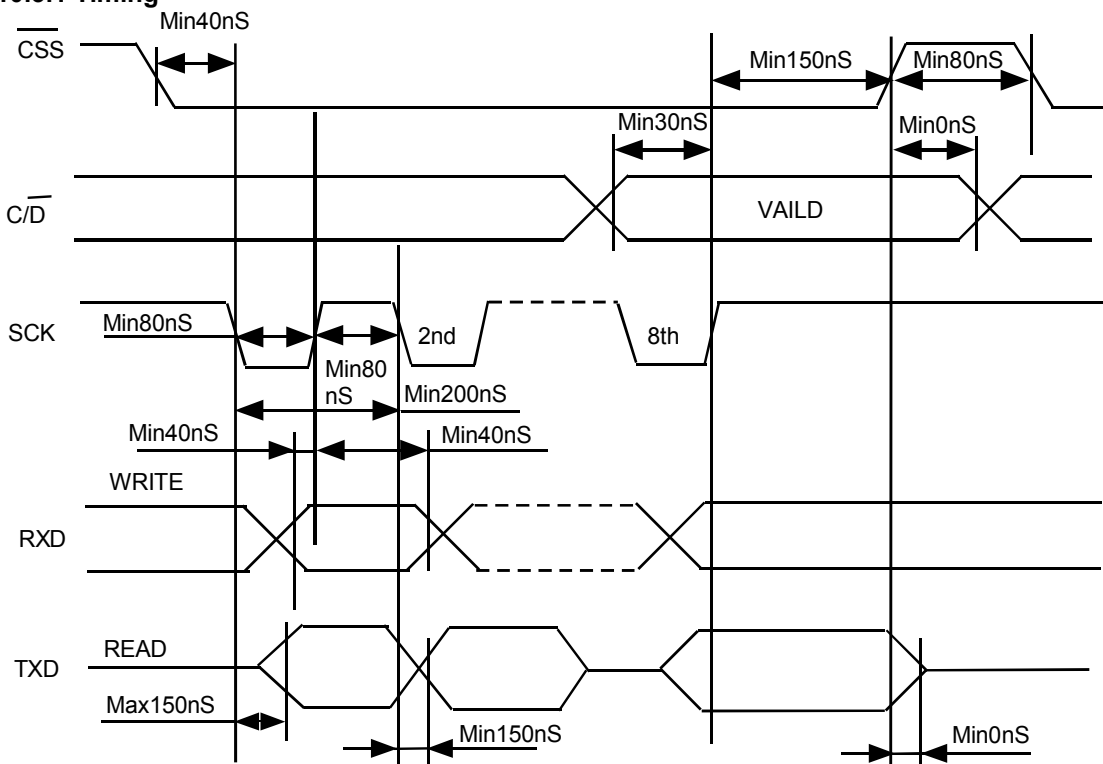 Min40nS
CSS
Min150nS
Min80nS
Min30nS
Min0nS
C/D
VAILD
SCK
Min80nS
2nd
8th
Min80
nS
Min200nS
Min40nS
Min40nS
WRITE
RXD
READ
TXD
Max150nS
Min150nS
Min0nS